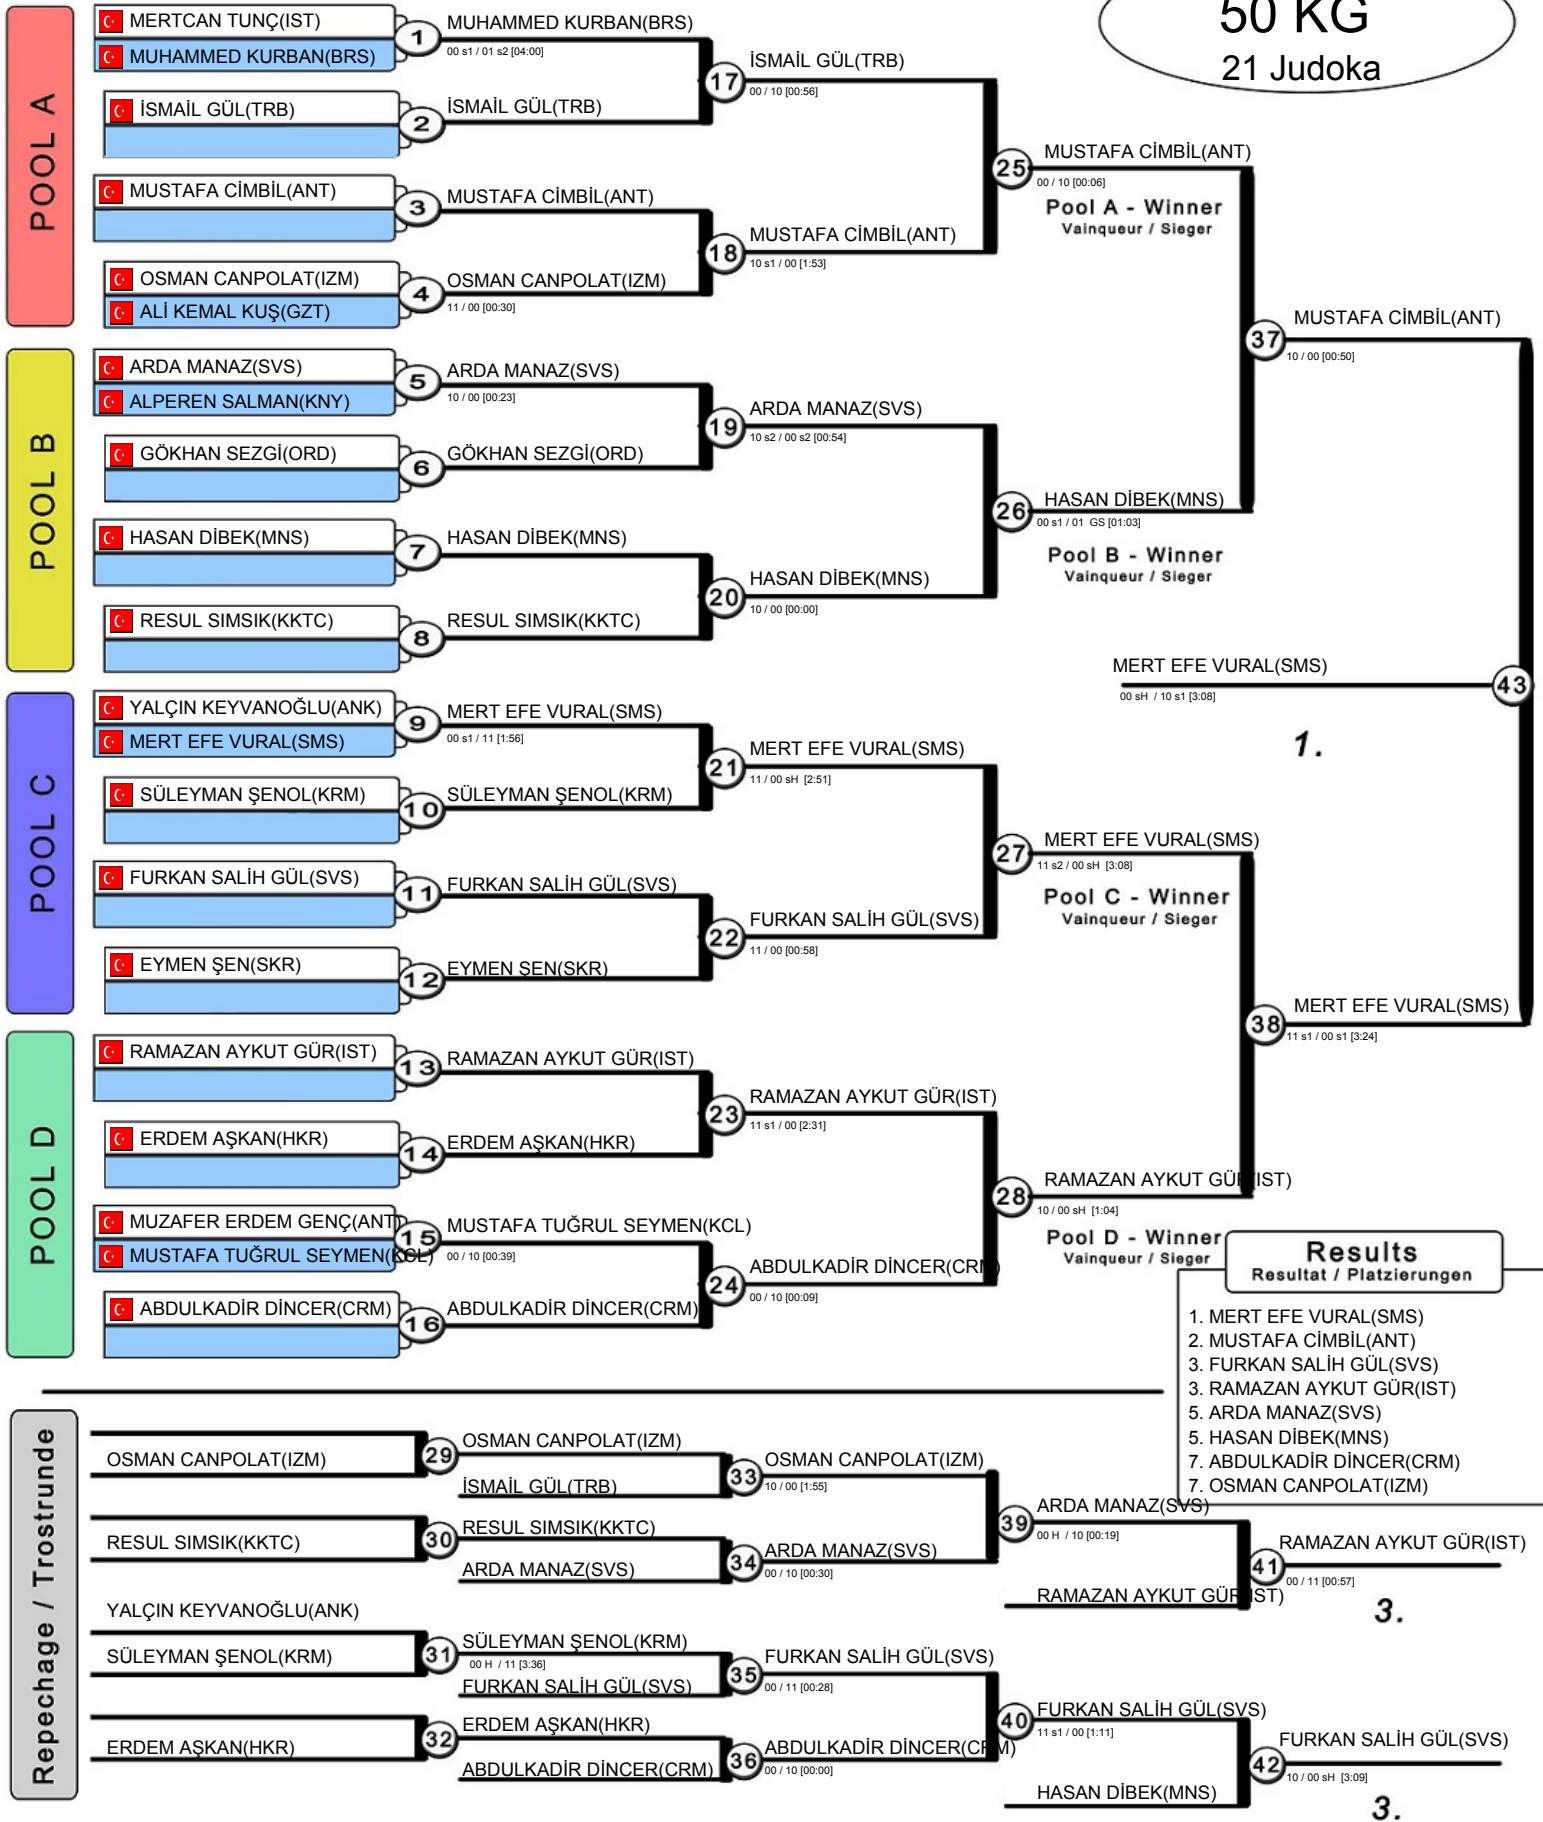 50 KG
21 Judoka
POOL A
MERTCAN TUNÇ(IST)
MUHAMMED KURBAN(BRS)
1
MUHAMMED KURBAN(BRS)
00 s1 / 01 s2 [04:00]
İSMAİL GÜL(TRB)
2
İSMAİL GÜL(TRB)
17
İSMAİL GÜL(TRB)
00 / 10 [00:56]
MUSTAFA CİMBİL(ANT)
3
MUSTAFA CİMBİL(ANT)
OSMAN CANPOLAT(IZM)
ALİ KEMAL KUŞ(GZT)
4
OSMAN CANPOLAT(IZM)
11 / 00 [00:30]
18
MUSTAFA CİMBİL(ANT)
10 s1 / 00 [1:53]
25
MUSTAFA CİMBİL(ANT)
00 / 10 [00:06]
Pool A - Winner
Vainqueur / Sieger
POOL B
ARDA MANAZ(SVS)
ALPEREN SALMAN(KNY)
5
ARDA MANAZ(SVS)
10 / 00 [00:23]
GÖKHAN SEZGİ(ORD)
6
GÖKHAN SEZGİ(ORD)
19
ARDA MANAZ(SVS)
10 s2 / 00 s2 [00:54]
HASAN DİBEK(MNS)
7
HASAN DİBEK(MNS)
RESUL SIMSIK(KKTC)
8
RESUL SIMSIK(KKTC)
20
HASAN DİBEK(MNS)
10 / 00 [00:00]
26
HASAN DİBEK(MNS)
00 s1 / 01 GS [01:03]
Pool B - Winner
Vainqueur / Sieger
37
MUSTAFA CİMBİL(ANT)
10 / 00 [00:50]
MERT EFE VURAL(SMS)
00 sH / 10 s1 [3:08]
43
1.
POOL C
YALÇIN KEYVANOĞLU(ANK)
MERT EFE VURAL(SMS)
9
MERT EFE VURAL(SMS)
00 s1 / 11 [1:56]
SÜLEYMAN ŞENOL(KRM)
10
SÜLEYMAN ŞENOL(KRM)
21
MERT EFE VURAL(SMS)
11 / 00 sH [2:51]
FURKAN SALİH GÜL(SVS)
11
FURKAN SALİH GÜL(SVS)
EYMEN ŞEN(SKR)
12
EYMEN ŞEN(SKR)
22
FURKAN SALİH GÜL(SVS)
11 / 00 [00:58]
27
MERT EFE VURAL(SMS)
11 s2 / 00 sH [3:08]
Pool C - Winner
Vainqueur / Sieger
38
MERT EFE VURAL(SMS)
11 s1 / 00 s1 [3:24]
POOL D
RAMAZAN AYKUT GÜR(IST)
13
RAMAZAN AYKUT GÜR(IST)
ERDEM AŞKAN(HKR)
14
ERDEM AŞKAN(HKR)
23
RAMAZAN AYKUT GÜR(IST)
11 s1 / 00 [2:31]
MUZAFER ERDEM GENÇ(ANT)
MUSTAFA TUĞRUL SEYMEN(KCL)
15
MUSTAFA TUĞRUL SEYMEN(KCL)
00 / 10 [00:39]
ABDULKADİR DİNCER(CRM)
16
ABDULKADİR DİNCER(CRM)
24
ABDULKADİR DİNCER(CRM)
00 / 10 [00:09]
28
RAMAZAN AYKUT GÜR(IST)
10 / 00 sH [1:04]
Pool D - Winner
Vainqueur / Sieger
Results
Resultat / Platzierungen
1. MERT EFE VURAL(SMS)
2. MUSTAFA CİMBİL(ANT)
3. FURKAN SALİH GÜL(SVS)
3. RAMAZAN AYKUT GÜR(IST)
5. ARDA MANAZ(SVS)
5. HASAN DİBEK(MNS)
7. ABDULKADİR DİNCER(CRM)
7. OSMAN CANPOLAT(IZM)
Repechage / Trostrunde
OSMAN CANPOLAT(IZM)
29
OSMAN CANPOLAT(IZM)
İSMAİL GÜL(TRB)
33
OSMAN CANPOLAT(IZM)
10 / 00 [1:55]
RESUL SIMSIK(KKTC)
30
RESUL SIMSIK(KKTC)
ARDA MANAZ(SVS)
34
ARDA MANAZ(SVS)
00 / 10 [00:30]
39
ARDA MANAZ(SVS)
00 H / 10 [00:19]
RAMAZAN AYKUT GÜR(IST)
41
RAMAZAN AYKUT GÜR(IST)
00 / 11 [00:57]
3.
YALÇIN KEYVANOĞLU(ANK)
SÜLEYMAN ŞENOL(KRM)
31
SÜLEYMAN ŞENOL(KRM)
00 H / 11 [3:36]
FURKAN SALİH GÜL(SVS)
35
FURKAN SALİH GÜL(SVS)
00 / 11 [00:28]
ERDEM AŞKAN(HKR)
32
ERDEM AŞKAN(HKR)
ABDULKADİR DİNCER(CRM)
36
ABDULKADİR DİNCER(CRM)
00 / 10 [00:00]
40
FURKAN SALİH GÜL(SVS)
11 s1 / 00 [1:11]
HASAN DİBEK(MNS)
42
FURKAN SALİH GÜL(SVS)
10 / 00 sH [3:09]
3.